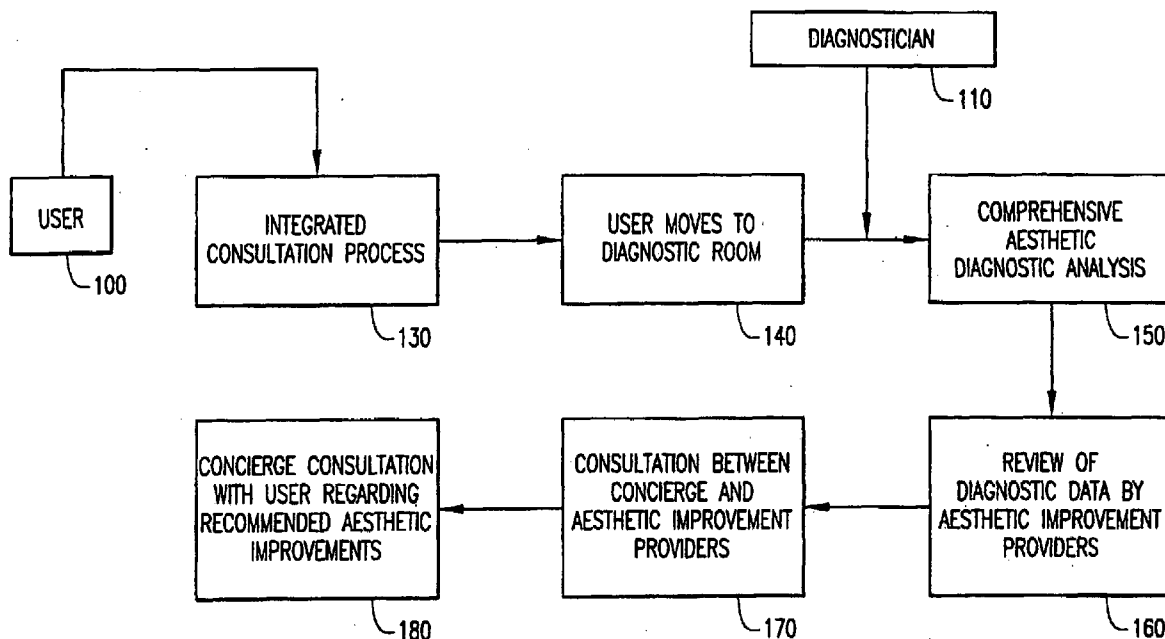 DIAGNOSTICIAN
110
USER
100
INTEGRATED
CONSULTATION PROCESS
130
USER MOVES TO
DIAGNOSTIC ROOM
140
COMPREHENSIVE
AESTHETIC
DIAGNOSTIC ANALYSIS
150
CONCIERGE CONSULTATION
WITH USER REGARDING
RECOMMENDED AESTHETIC
IMPROVEMENTS
180
CONSULTATION BETWEEN
CONCIERGE AND
AESTHETIC IMPROVEMENT
PROVIDERS
170
REVIEW OF
DIAGNOSTIC DATA BY
AESTHETIC IMPROVEMENT
PROVIDERS
160